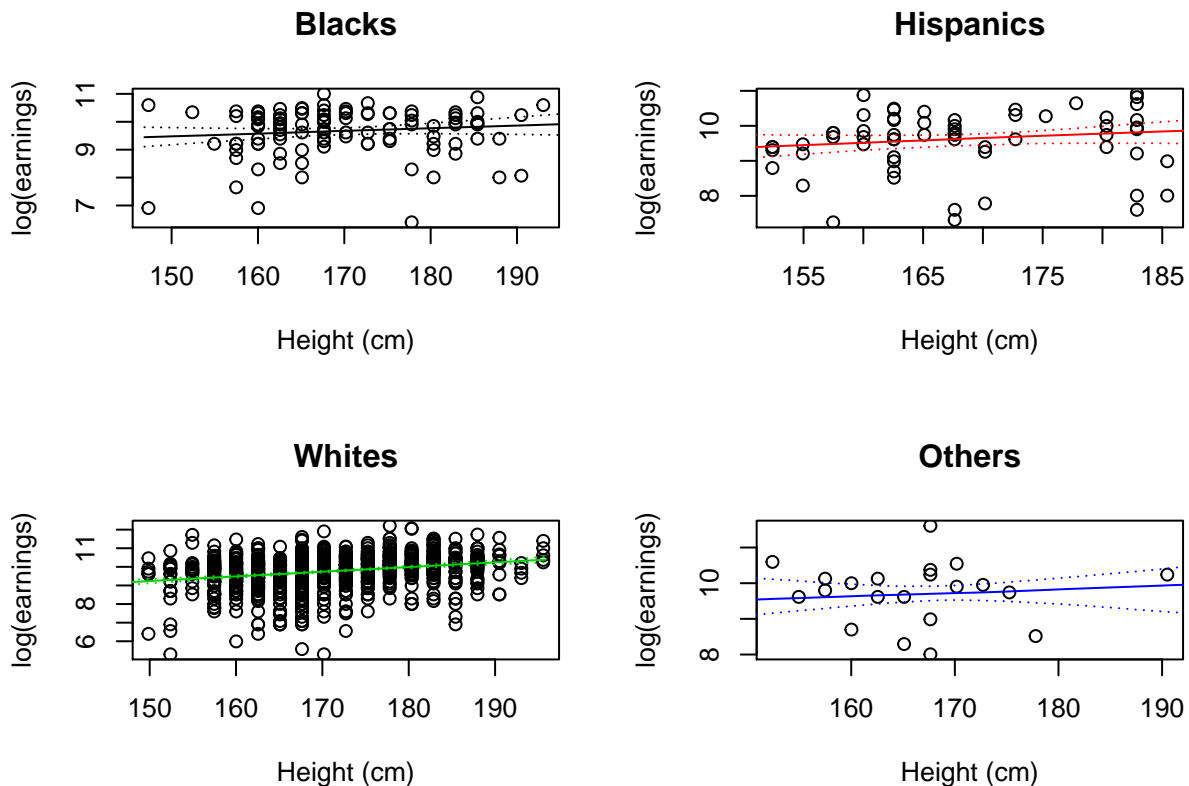 Blacks
log(earnings)
11
9
7
150 160 170 180 190
Height (cm)
Hispanics
log(earnings)
10
8
155 165 175 185
Height (cm)
Whites
log(earnings)
11
8
6
150 160 170 180 190
Height (cm)
Others
log(earnings)
10
8
160 170 180 190
Height (cm)